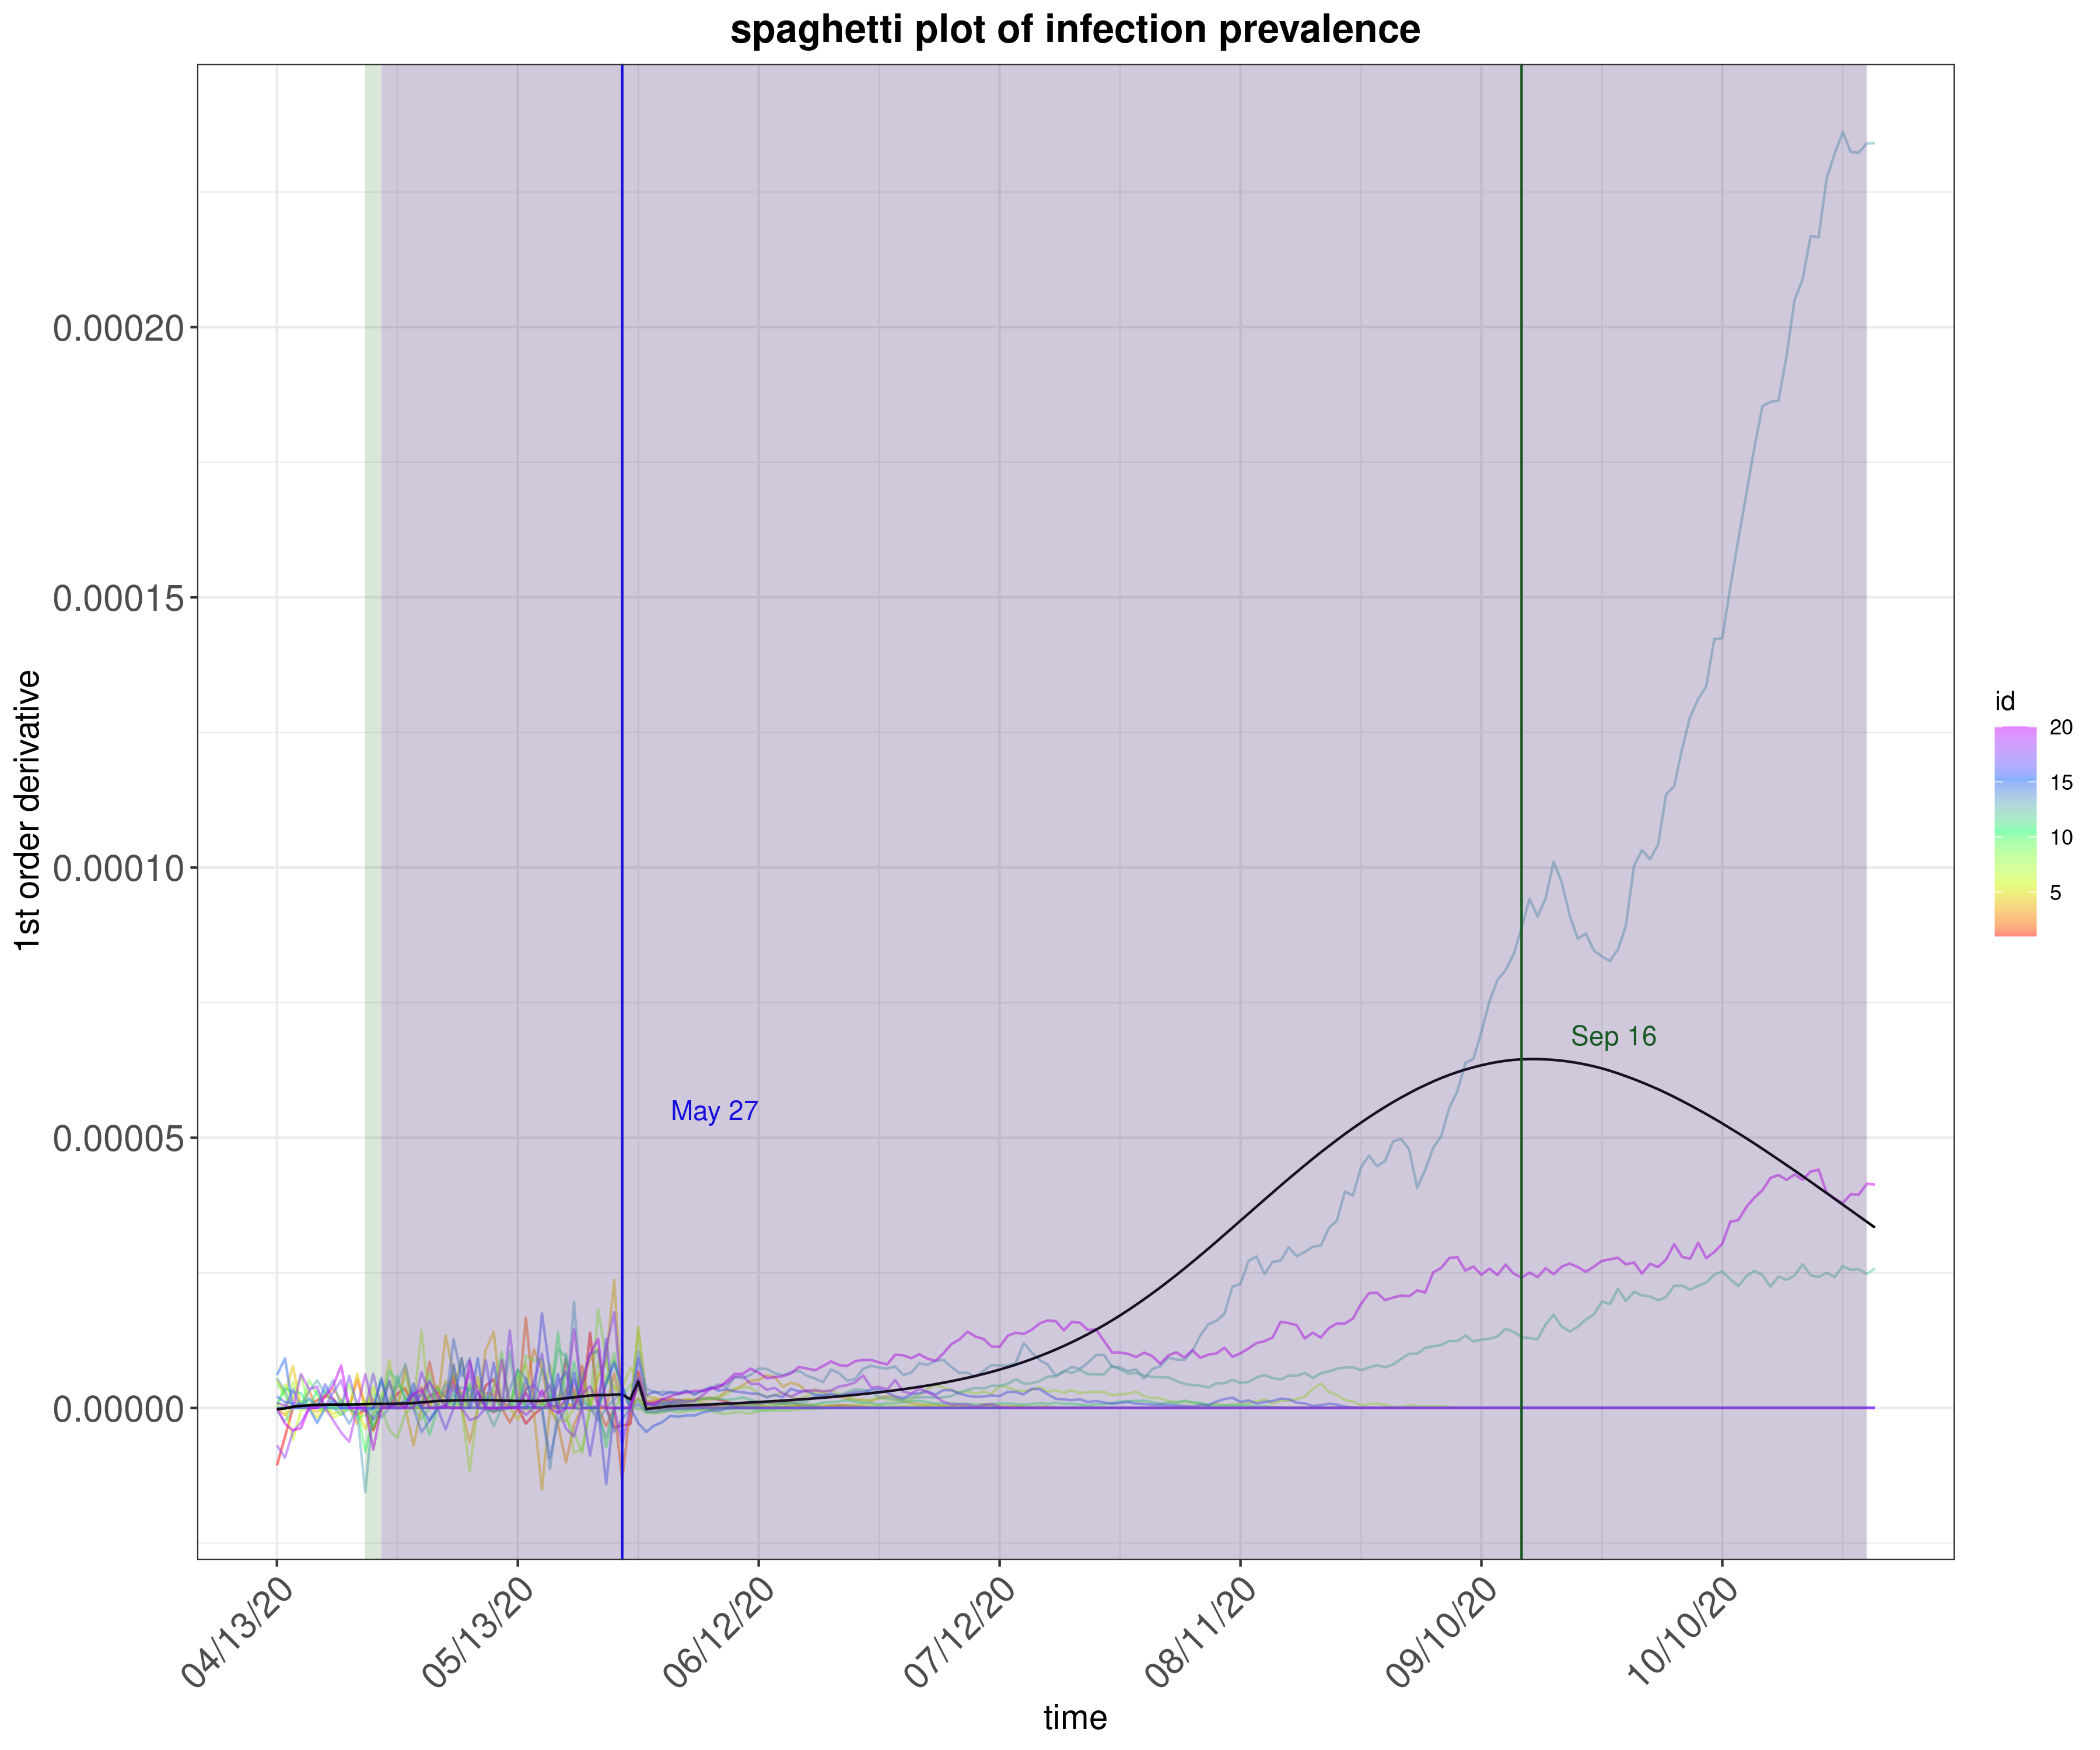 spaghetti plot of infection prevalence
1st order derivative
0.00020
0.00015
0.00010
0.00005
0.00000
May 27
Sep 16
04/13/20
05/13/20
06/12/20
07/12/20
08/11/20
09/10/20
10/10/20
time
id
20
15
10
5